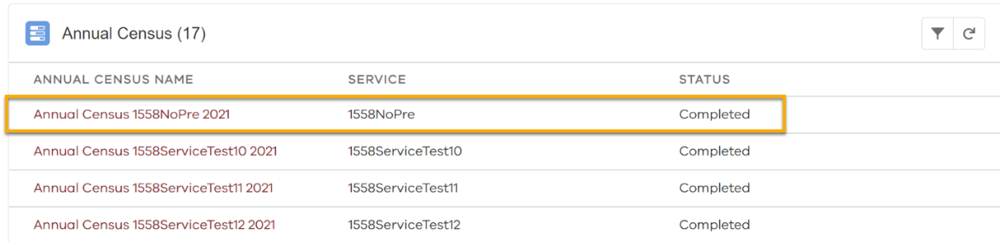 Annual Census (17)
ANNUAL CENSUS NAME SERVICE STATUS
Annual Census 1558NoPre 2021 1558NoPre Completed
Annual Census 1558ServiceTest10 2021 1558ServiceTest10 Completed
Annual Census 1558ServiceTest11 2021 1558ServiceTest11 Completed
Annual Census 1558ServiceTest12 2021 1558ServiceTest12 Completed